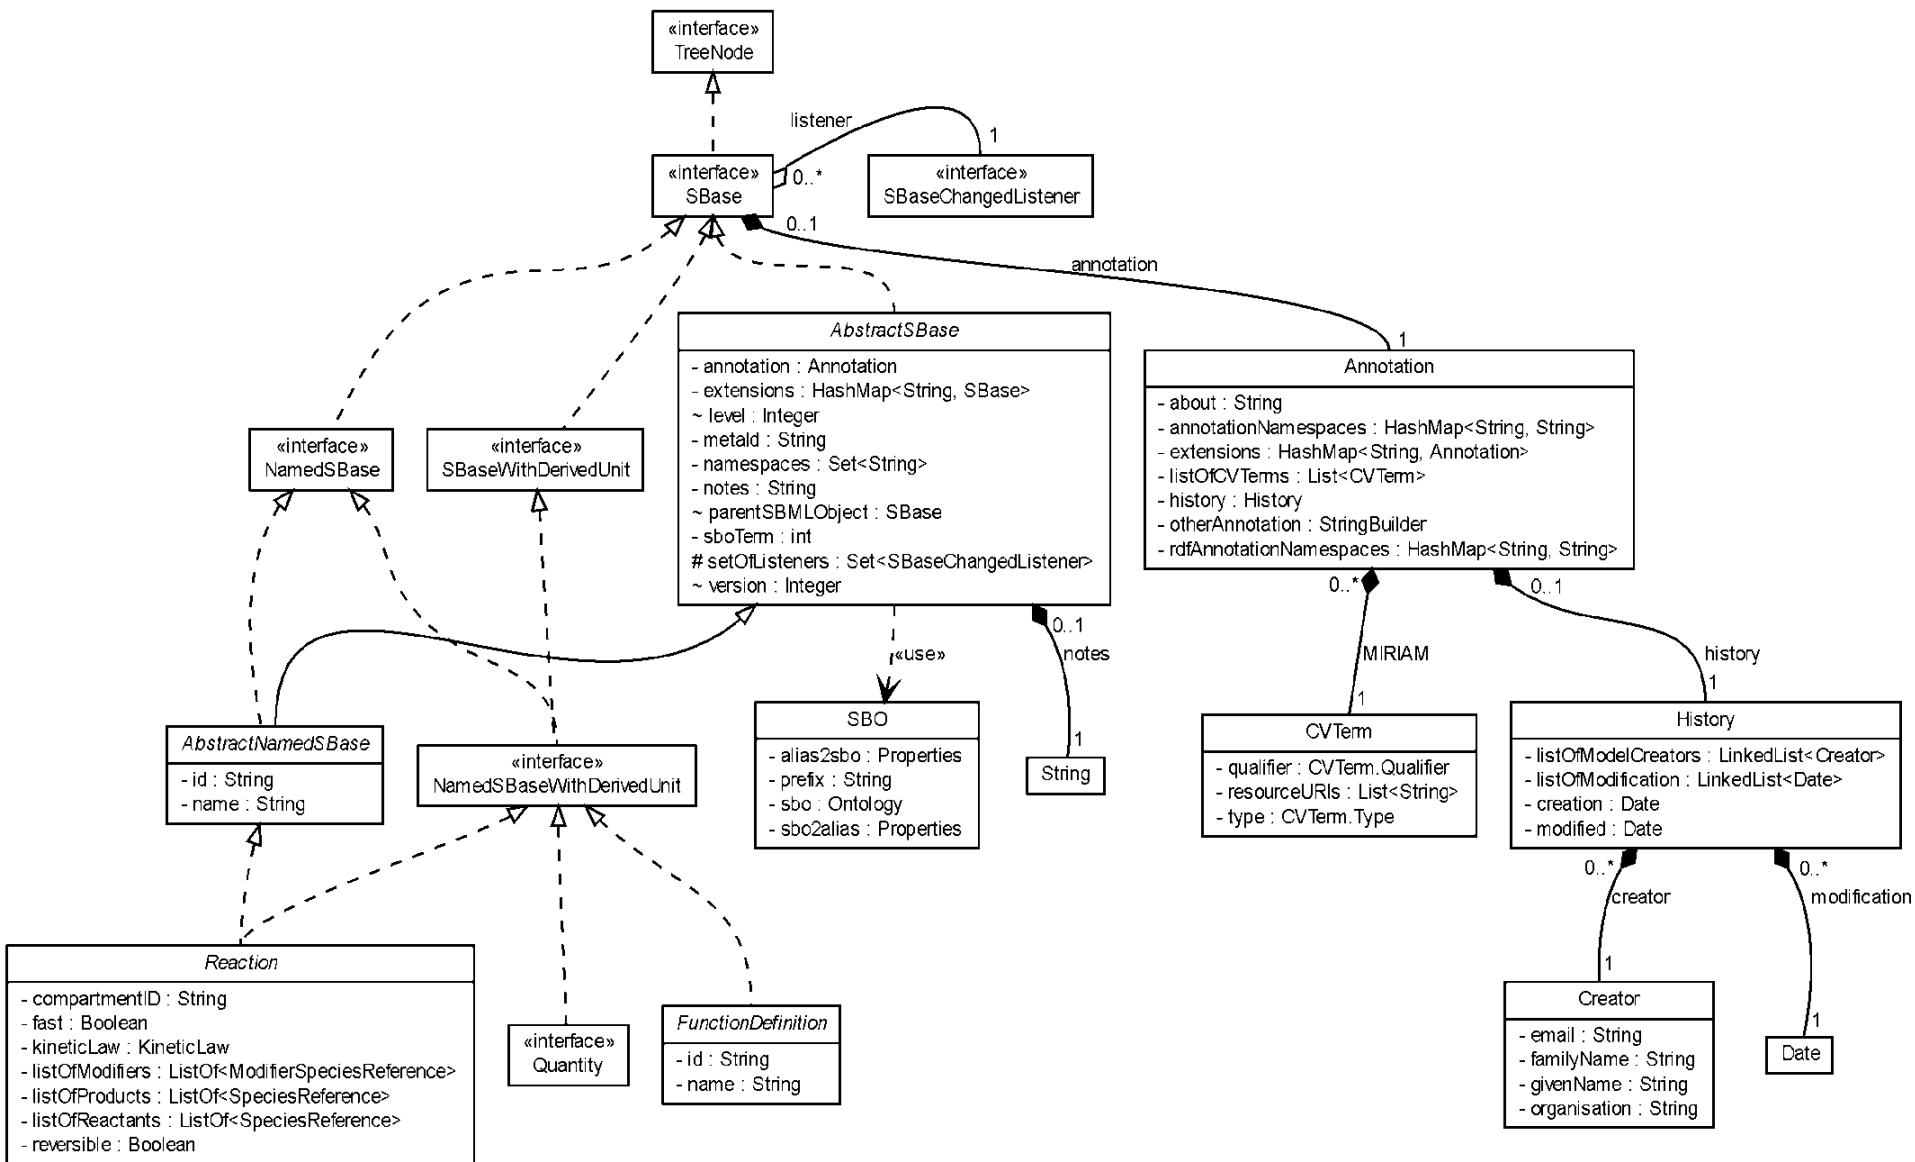 «interface»
TreeNode
listener
1
«interface»
SBase
0..*
«interface»
SBaseChangedListener
0..1
annotation
1
AbstractSBase
- annotation : Annotation
- extensions : HashMap<String, SBase>
~ level : Integer
- metaId : String
- namespaces : Set<String>
- notes : String
~ parentSBMLObject : SBase
- sboTerm : int
# setOfListeners : Set<SBaseChangedListener>
~ version : Integer
Annotation
- about : String
- annotationNamespaces : HashMap<String, String>
- extensions : HashMap<String, Annotation>
- listOfCVTerms : List<CVTerm>
- history : History
- otherAnnotation : StringBuilder
- rdfAnnotationNamespaces : HashMap<String, String>
«interface»
NamedSBase
«interface»
SBaseWithDerivedUnit
0..*
0..1
0..1
«use»
notes
MIRIAM
history
1
1
1
AbstractNamedSBase
- id : String
- name : String
«interface»
NamedSBaseWithDerivedUnit
SBO
- alias2sbo : Properties
- prefix : String
- sbo : Ontology
- sbo2alias : Properties
String
CVTerm
- qualifier : CVTerm.Qualifier
- resourceURIs : List<String>
- type : CVTerm.Type
History
- listOfModelCreators : LinkedList<Creator>
- listOfModification : LinkedList<Date>
- creation : Date
- modified : Date
0..*
0..*
creator
modification
1
1
Reaction
- compartmentID : String
- fast : Boolean
- kineticLaw : KineticLaw
- listOfModifiers : ListOf<ModifierSpeciesReference>
- listOfProducts : ListOf<SpeciesReference>
- listOfReactants : ListOf<SpeciesReference>
- reversible : Boolean
«interface»
Quantity
FunctionDefinition
- id : String
- name : String
Creator
- email : String
- familyName : String
- givenName : String
- organisation : String
Date